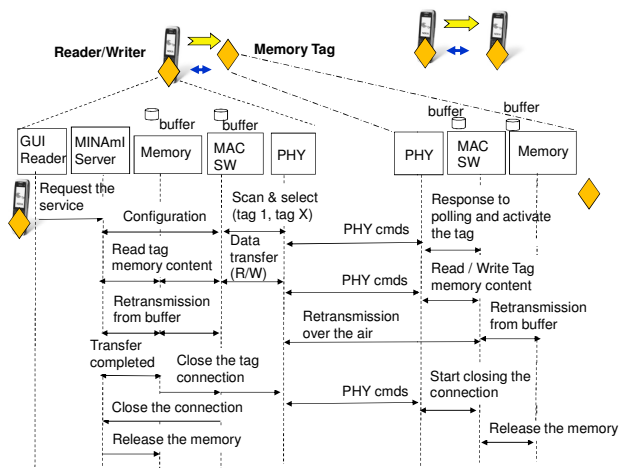 Reader/Writer
Memory Tag
buffer
buffer
buffer
buffer
GUI
Reader
MINAmI
Server
Memory
MAC
SW
PHY
PHY
MAC
SW
Memory
Request the
service
Configuration
Scan & select
(tag 1, tag X)
PHY cmds
Response to
polling and activate
the tag
Read tag
memory content
Data
transfer
(R/W)
PHY cmds
Read / Write Tag
memory content
Retransmission
from buffer
Retransmission
over the air
Retransmission
from buffer
Transfer
completed
Close the tag
connection
PHY cmds
Start closing the
connection
Close the connection
Release the memory
Release the memory